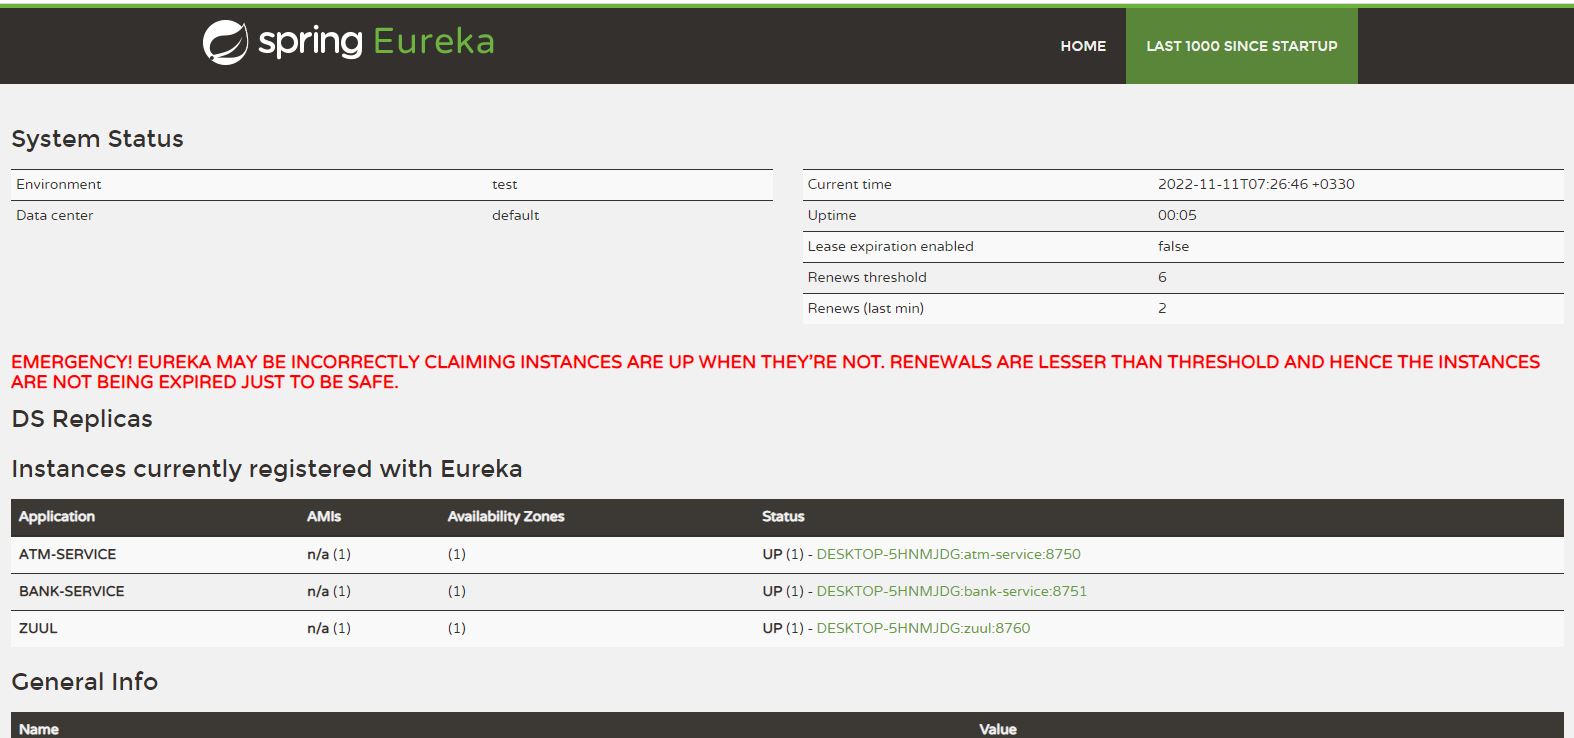 spring Eureka
HOME LAST 1000 SINCE STARTUP
System Status
Environment test
Data center default
Current time 2022-11-11T07:26:46 +0330
Uptime 00:05
Lease expiration enabled false
Renews threshold 6
Renews (last min) 2
EMERGENCY! EUREKA MAY BE INCORRECTLY CLAIMING INSTANCES ARE UP WHEN THEY'RE NOT. RENEWALS ARE LESSER THAN THRESHOLD AND HENCE THE INSTANCES
ARE NOT BEING EXPIRED JUST TO BE SAFE.
DS Replicas
Instances currently registered with Eureka
Application AMIs Availability Zones Status
ATM-SERVICE n/a (1) (1) UP (1) - DESKTOP-5HNMJDG:atm-service:8750
BANK-SERVICE n/a (1) (1) UP (1) - DESKTOP-5HNMJDG:bank-service:8751
ZUUL n/a (1) (1) UP (1) - DESKTOP-5HNMJDG:zuul:8760
General Info
Name Value